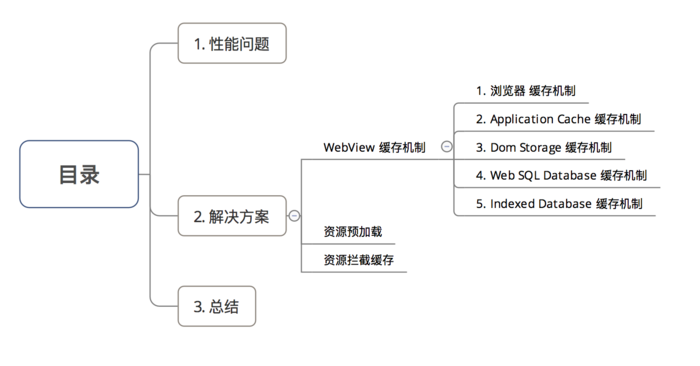 目录
1. 性能问题
2. 解决方案
WebView 缓存机制
1. 浏览器 缓存机制
2. Application Cache 缓存机制
3. Dom Storage 缓存机制
4. Web SQL Database 缓存机制
5. Indexed Database 缓存机制
资源预加载
资源拦截缓存
3. 总结